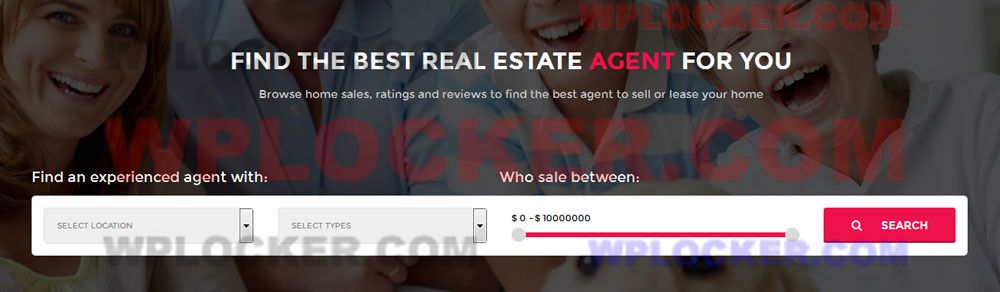 WPLOCKER.COM
WPLOCKER.COM
FIND THE BEST REAL ESTATE AGENT FOR YOU
Browse home sales, ratings and reviews to find the best agent to sell or lease your home
WPLOCKER.COM
Find an experienced agent with:
Who sale between:
SELECT LOCATION
SELECT TYPES
$ 0 - $ 10000000
SEARCH
WPLOCKER.COM
WPLOCKER.COM